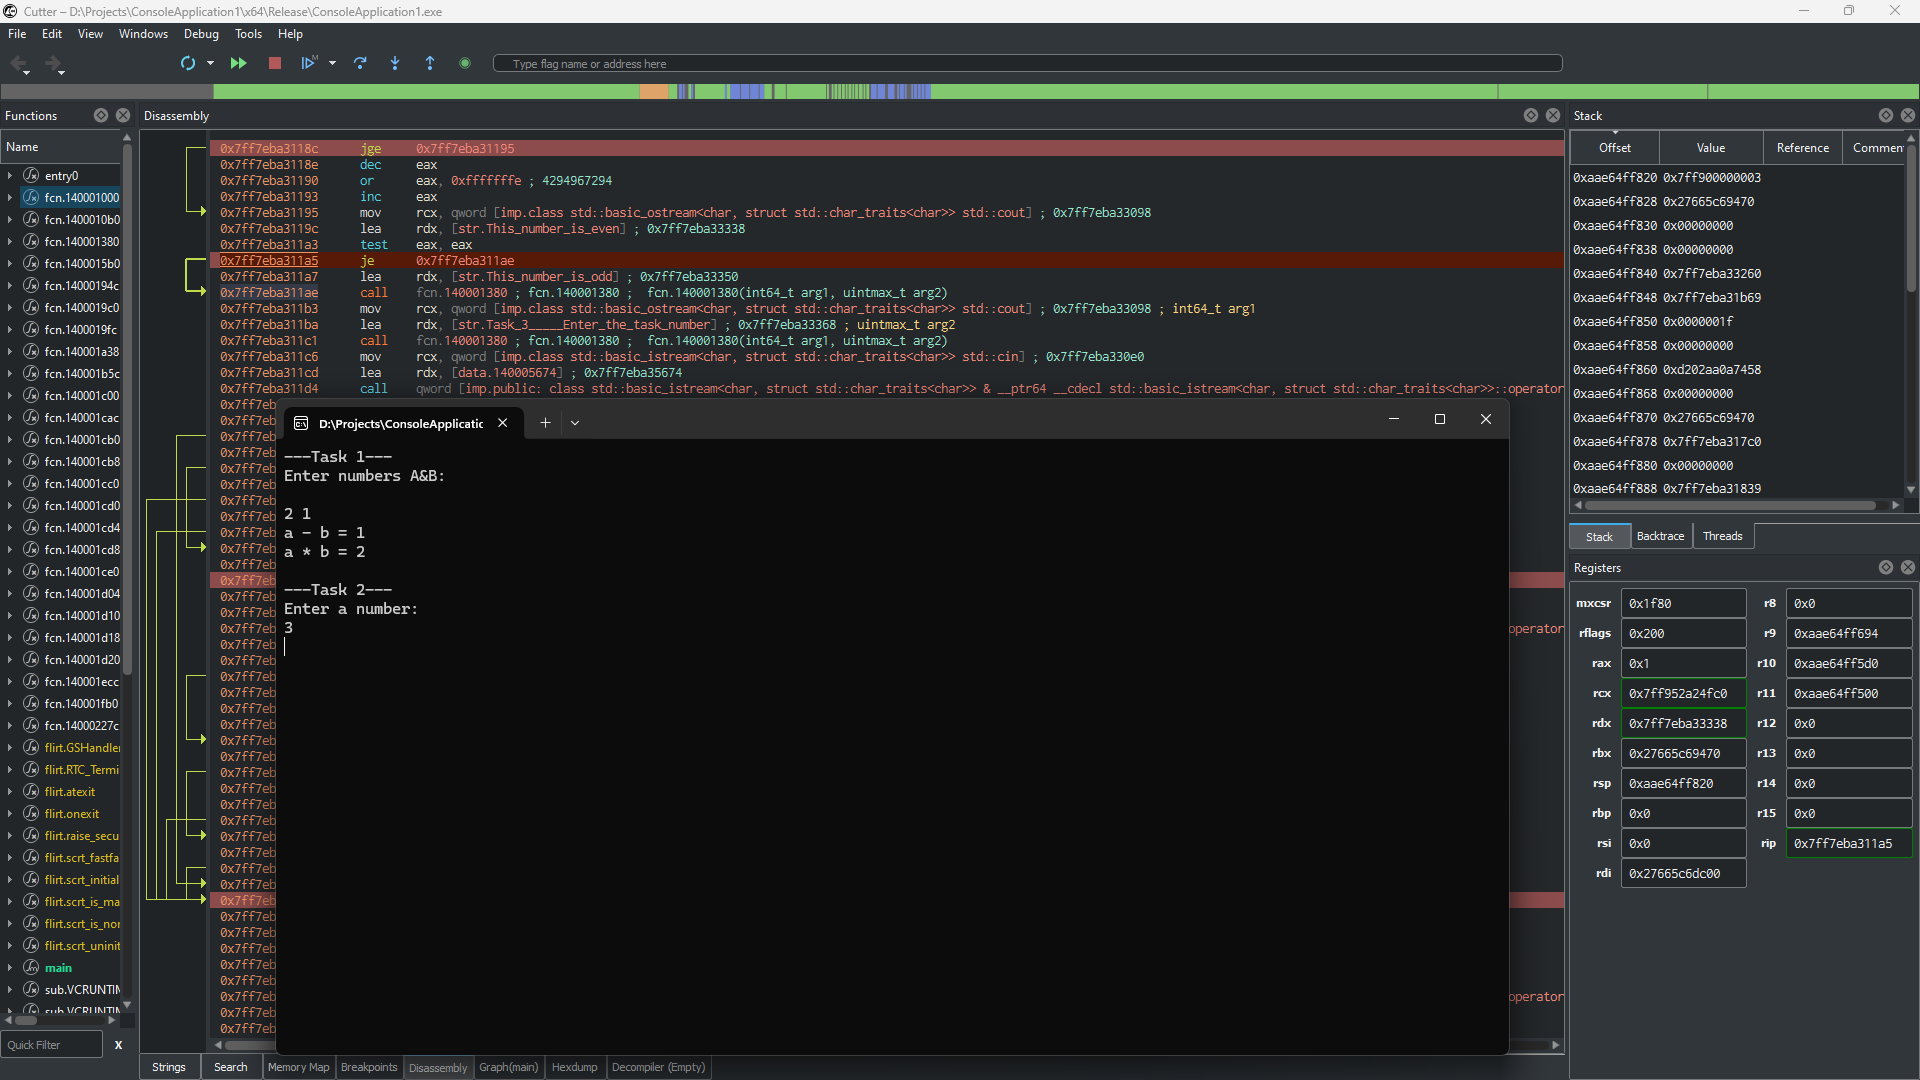 Cutter – D:\Projects\ConsoleApplication1\x64\Release\ConsoleApplication1.exe
File Edit View Windows Debug Tools Help
Type flag name or address here
Functions
Name
entry0
fcn.140001000
fcn.1400010b0
fcn.140001380
fcn.1400015b0
fcn.14000194c
fcn.1400019c0
fcn.1400019fc
fcn.140001a38
fcn.140001b5c
fcn.140001c00
fcn.140001cac
fcn.140001cb0
fcn.140001cb8
fcn.140001cc0
fcn.140001cd0
fcn.140001cd4
fcn.140001cd8
fcn.140001ce0
fcn.140001d04
fcn.140001d10
fcn.140001d18
fcn.140001d20
fcn.140001ecc
fcn.140001fb0
fcn.14000227c
flirt.GSHandle
flirt.RTC_Termi
flirt.atexit
flirt.onexit
flirt.raise_secu
flirt.scrt_fastfa
flirt.scrt_initial
flirt.scrt_is_ma
flirt.scrt_is_nor
flirt.scrt_uninit
main
sub.VCRUNTIM
Quick Filter X
Disassembly
0x7ff7eba3118c jge 0x7ff7eba31195
0x7ff7eba3118e dec eax
0x7ff7eba31190 or eax, 0xfffffffe ; 4294967294
0x7ff7eba31193 inc eax
0x7ff7eba31195 mov rcx, qword [imp.class std::basic_ostream<char, struct std::char_traits<char>> std::cout] ; 0x7ff7eba33098
0x7ff7eba3119c lea rdx, [str.This_number_is_even] ; 0x7ff7eba33338
0x7ff7eba311a3 test eax, eax
0x7ff7eba311a5 je 0x7ff7eba311ae
0x7ff7eba311a7 lea rdx, [str.This_number_is_odd] ; 0x7ff7eba33350
0x7ff7eba311ae call fcn.140001380 ; fcn.140001380 ; fcn.140001380(int64_t arg1, uintmax_t arg2)
0x7ff7eba311b3 mov rcx, qword [imp.class std::basic_ostream<char, struct std::char_traits<char>> std::cout] ; 0x7ff7eba33098 ; int64_t arg1
0x7ff7eba311ba lea rdx, [str.Task_3_____Enter_the_task_number] ; 0x7ff7eba33368 ; uintmax_t arg2
0x7ff7eba311c1 call fcn.140001380 ; fcn.140001380 ; fcn.140001380(int64_t arg1, uintmax_t arg2)
0x7ff7eba311c6 mov rcx, qword [imp.class std::basic_istream<char, struct std::char_traits<char>> std::cin] ; 0x7ff7eba330e0
0x7ff7eba311cd lea rdx, [data.140005674] ; 0x7ff7eba35674
0x7ff7eba311d4 call qword [imp.public: class std::basic_istream<char, struct std::char_traits<char>> & __ptr64 __cdecl std::basic_istream<char, struct std::char_traits<char>>::operator
D:\Projects\ConsoleApplicatic
---Task 1---
Enter numbers A&B:
2 1
a - b = 1
a * b = 2
---Task 2---
Enter a number:
3
operator
operator
Strings Search Memory Map Breakpoints Disassembly Graph(main) Hexdump Decompiler (Empty)
Stack
Offset Value Reference Commen
0xaae64ff820 0x7ff900000003
0xaae64ff828 0x27665c69470
0xaae64ff830 0x00000000
0xaae64ff838 0x00000000
0xaae64ff840 0x7ff7eba33260
0xaae64ff848 0x7ff7eba31b69
0xaae64ff850 0x0000001f
0xaae64ff858 0x00000000
0xaae64ff860 0xd202aa0a7458
0xaae64ff868 0x00000000
0xaae64ff870 0x27665c69470
0xaae64ff878 0x7ff7eba317c0
0xaae64ff880 0x00000000
0xaae64ff888 0x7ff7eba31839
Stack Backtrace Threads
Registers
mxcsr 0x1f80 r8 0x0
rflags 0x200 r9 0xaae64ff694
rax 0x1 r10 0xaae64ff5d0
rcx 0x7ff952a24fc0 r11 0xaae64ff500
rdx 0x7ff7eba33338 r12 0x0
rbx 0x27665c69470 r13 0x0
rsp 0xaae64ff820 r14 0x0
rbp 0x0 r15 0x0
rsi 0x0 rip 0x7ff7eba311a5
rdi 0x27665c6dc00